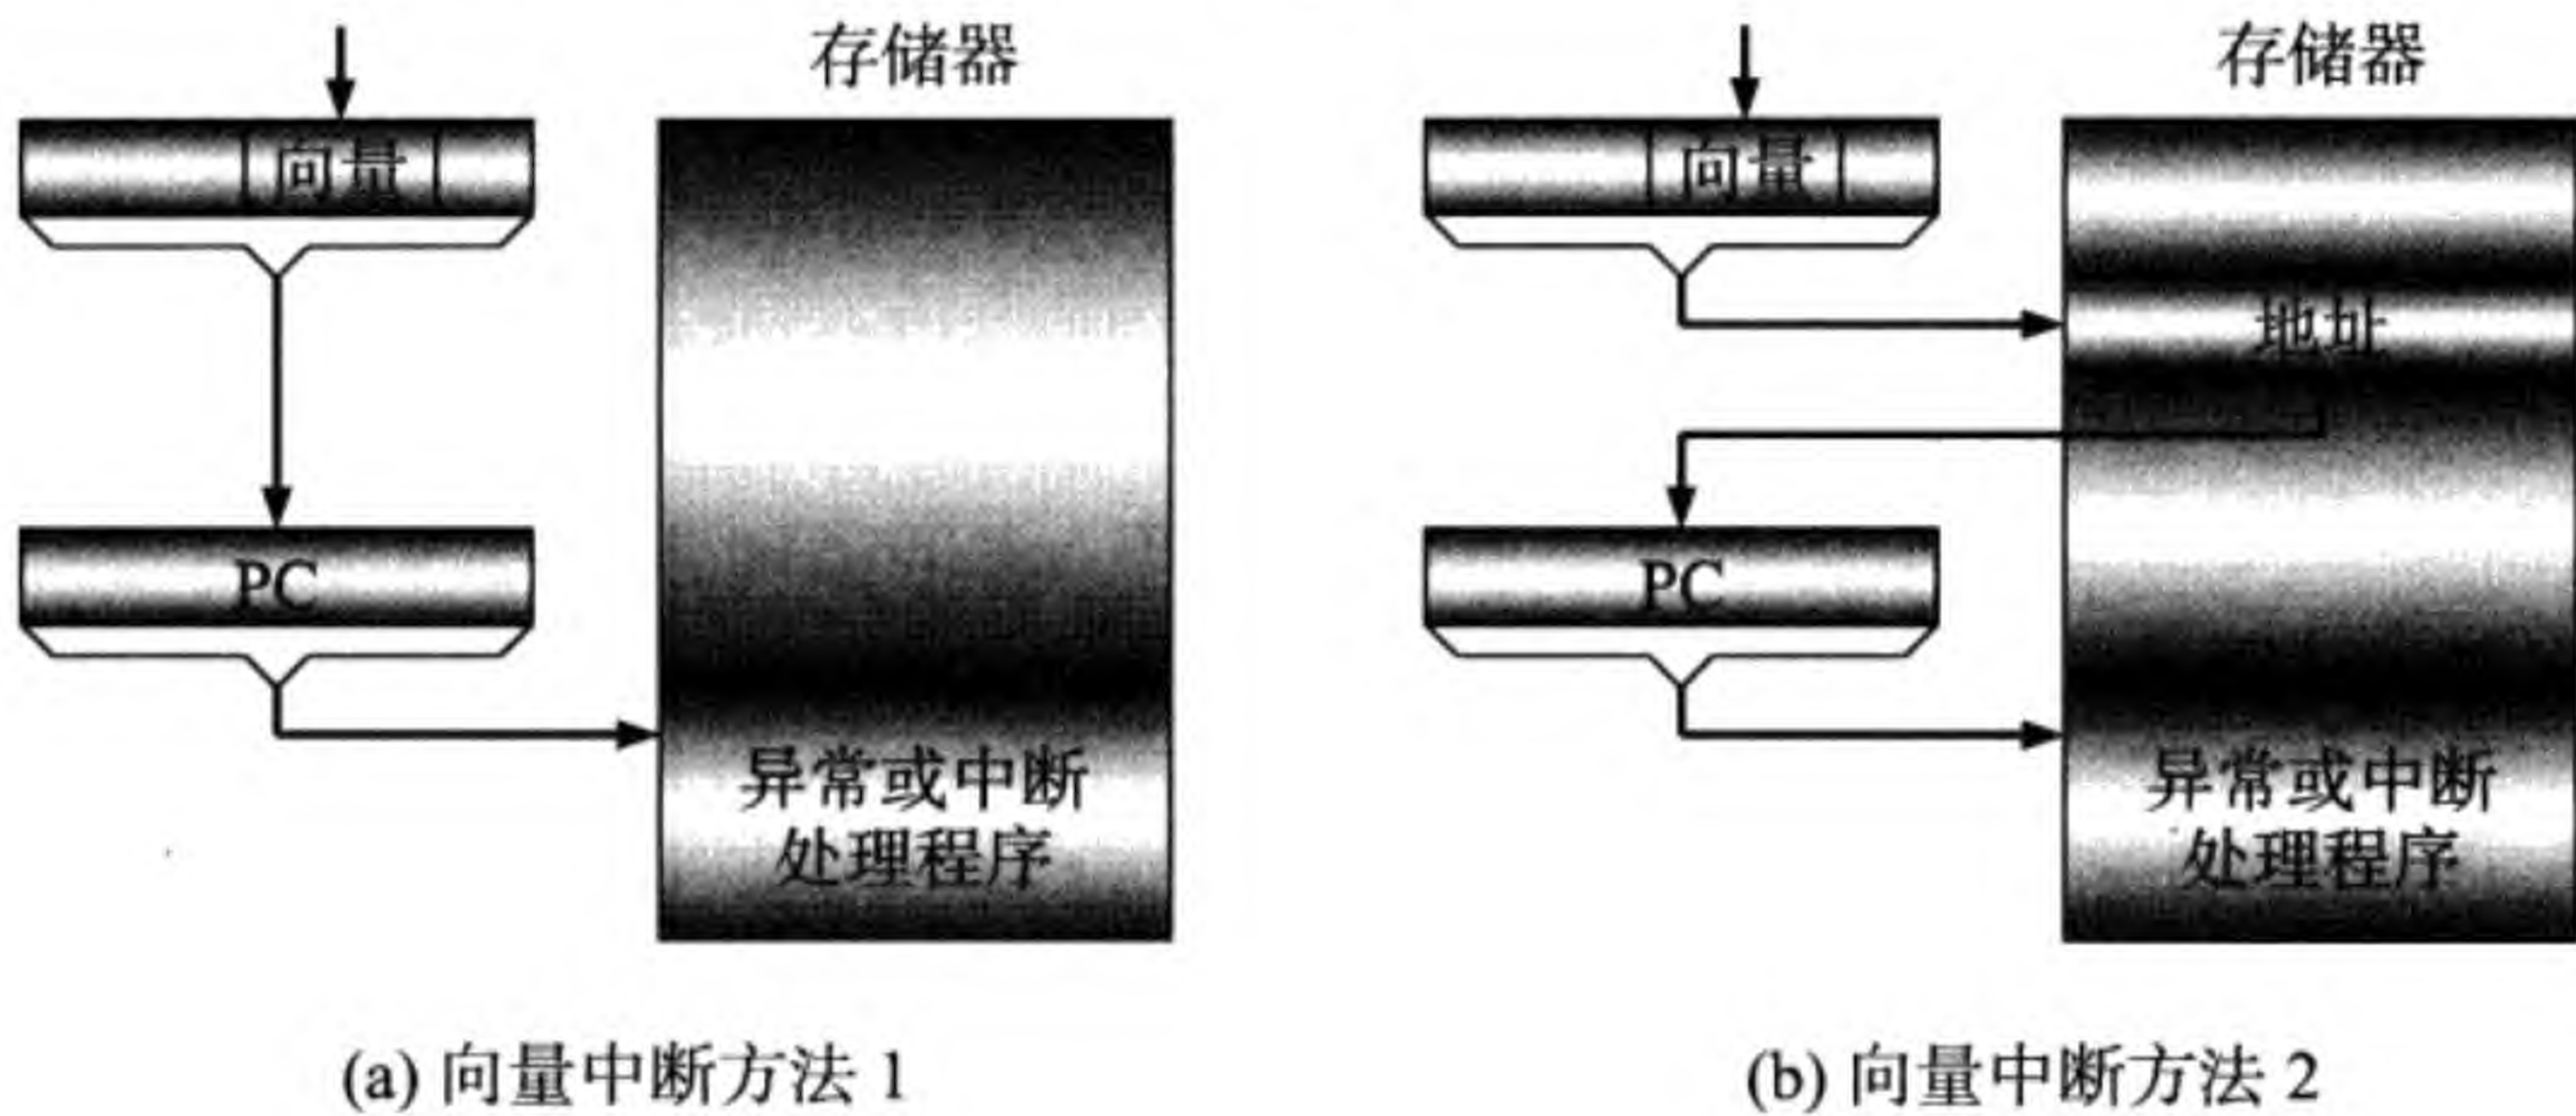 存储器
向量
PC
异常或中断
处理程序
(a) 向量中断方法 1
存储器
向量
地址
PC
异常或中断
处理程序
(b) 向量中断方法 2